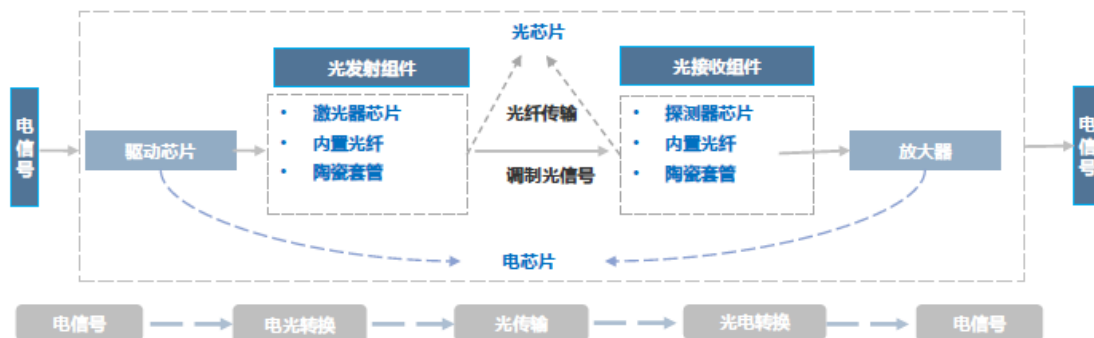 光芯片
光发射组件
光接收组件
电信号
驱动芯片
• 激光器芯片
• 内置光纤
• 陶瓷套管
光纤传输
调制光信号
• 探测器芯片
• 内置光纤
• 陶瓷套管
放大器
电信号
电芯片
电信号
电光转换
光传输
光电转换
电信号